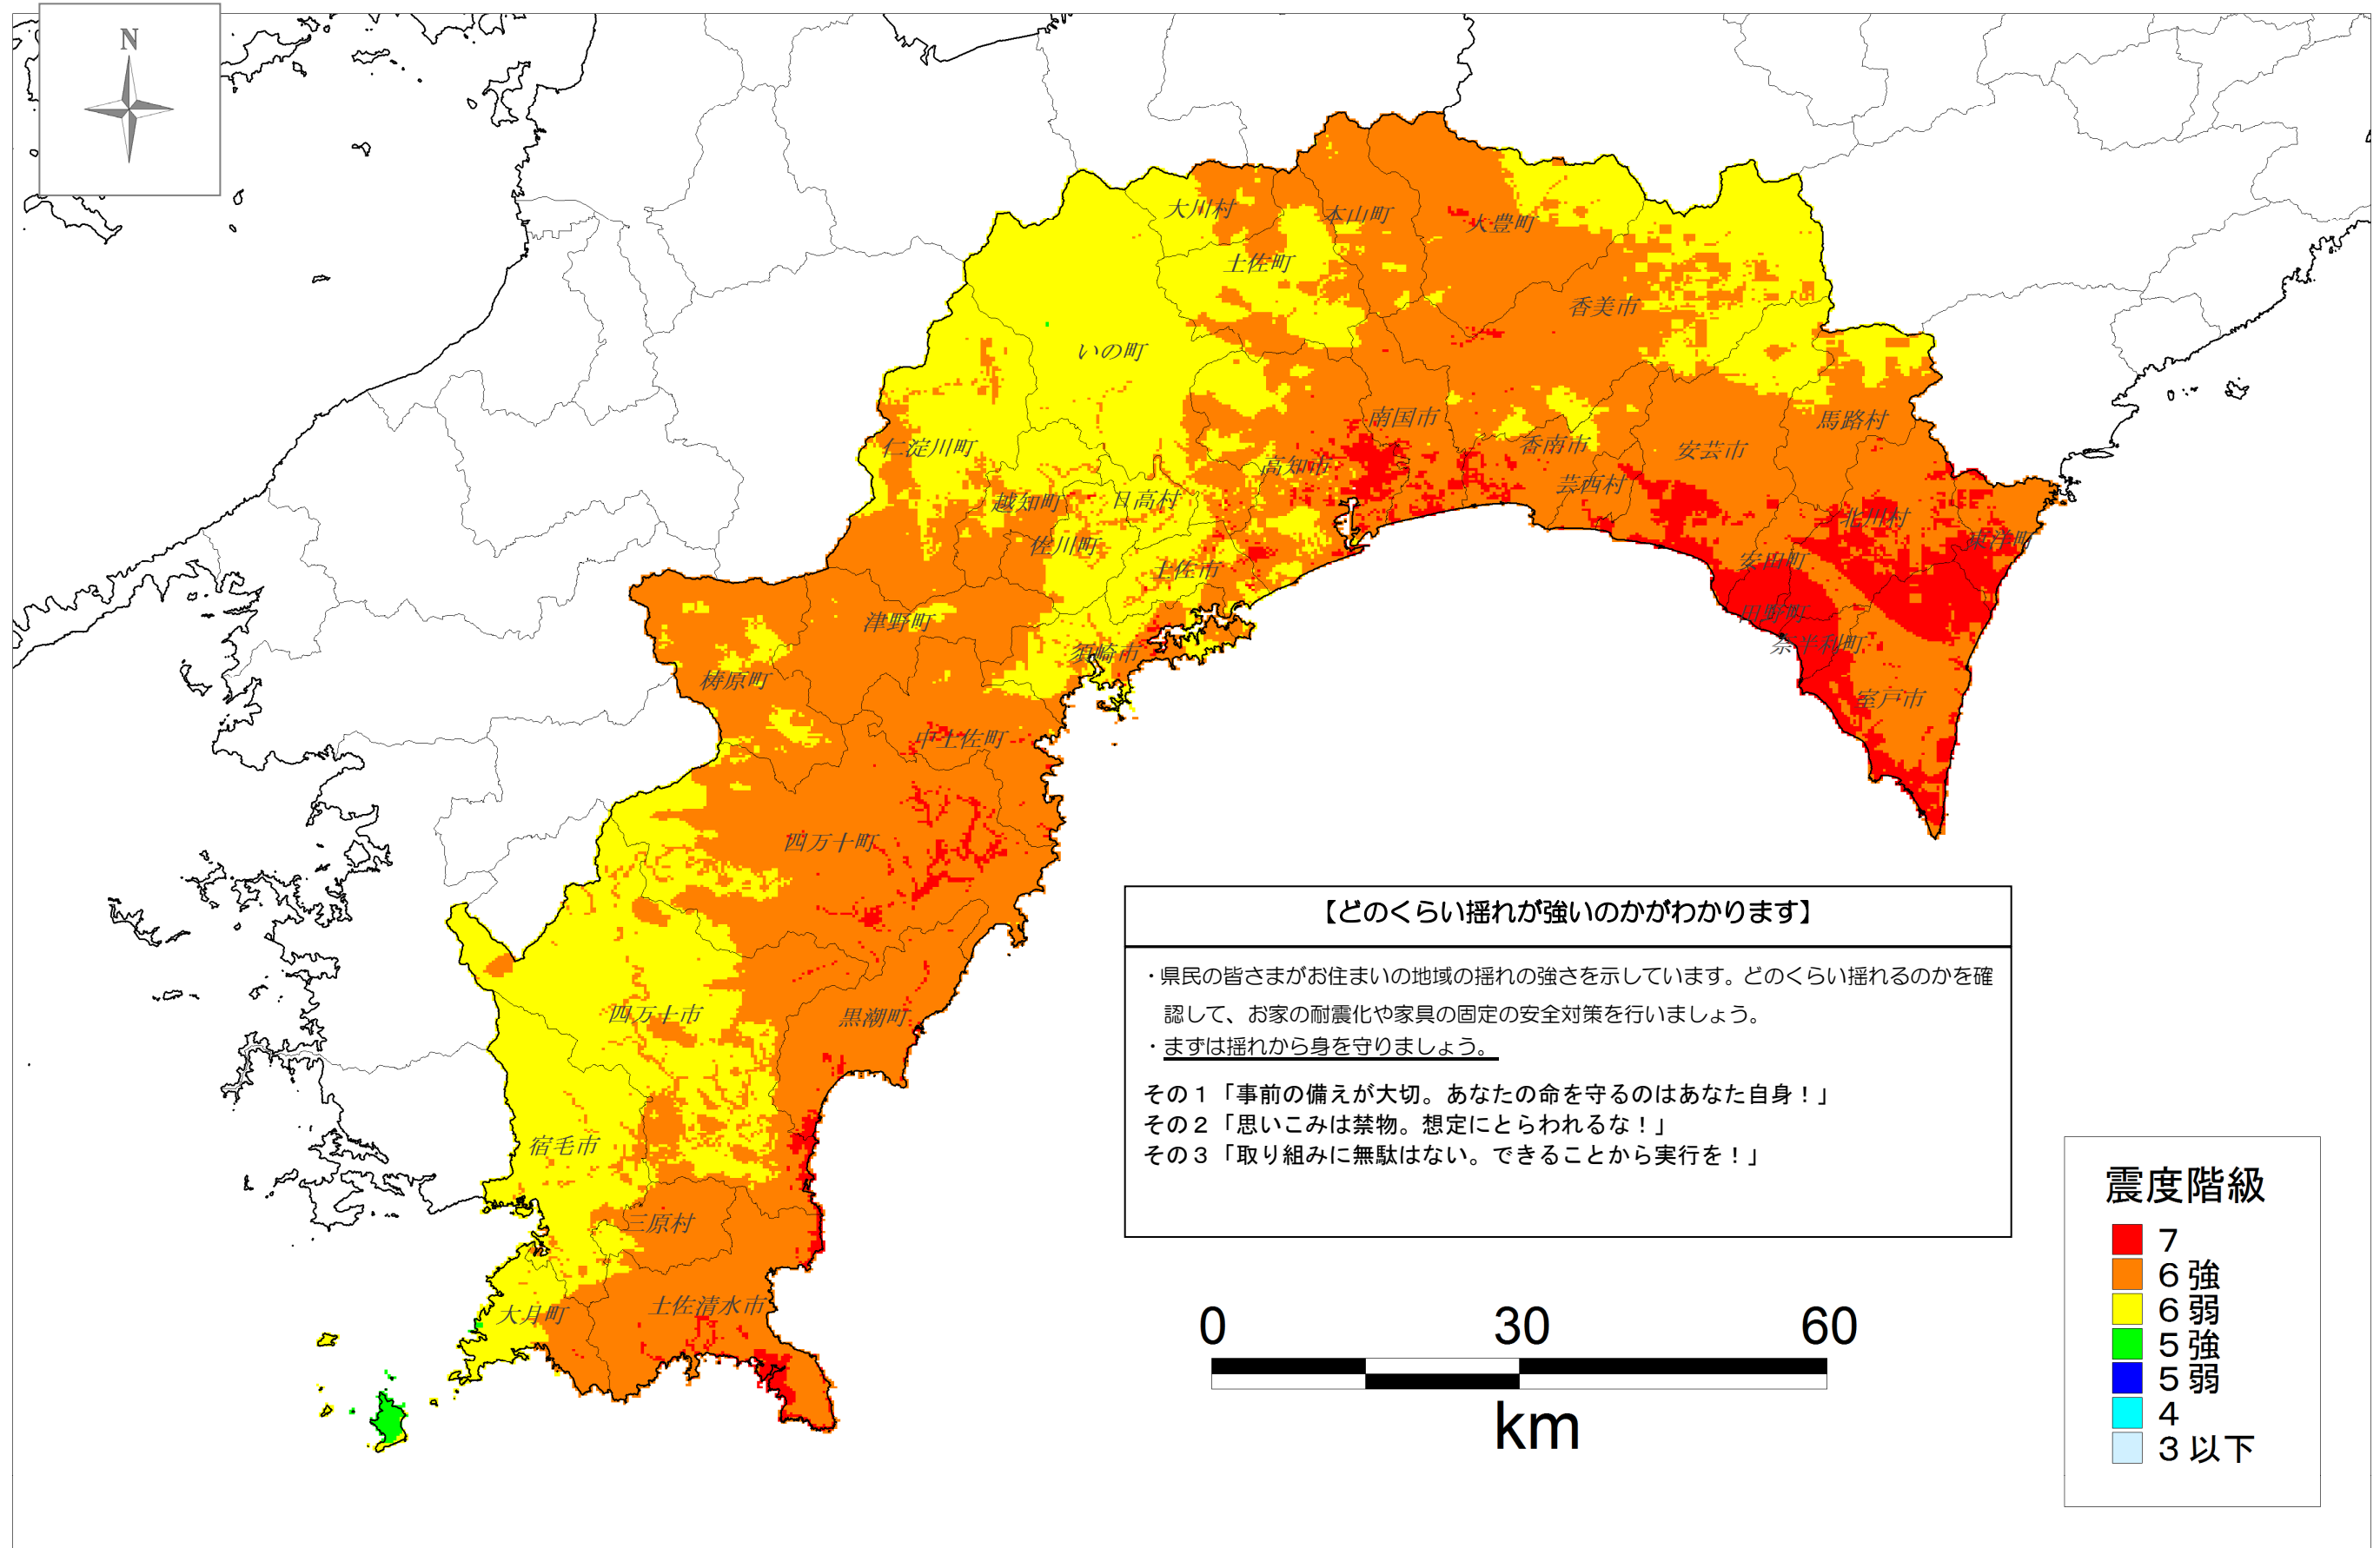 N
大川村
本山町
大豊町
土佐町
香美市
いの町
馬路村
南国市
仁淀川町
香南市
安芸市
高知市
越知町
日高村
芸西村
北川村
佐川町
東洋町
土佐市
安田町
津野町
田野町
奈半利町
須崎市
梼原町
室戸市
中土佐町
四万十町
四万十市
黒潮町
宿毛市
三原村
大月町
土佐清水市
【どのくらい揺れが強いのかがわかります】
・県民の皆さまがお住まいの地域の揺れの強さを示しています。どのくらい揺れるのかを確
認して、お家の耐震化や家具の固定の安全対策を行いましょう。
・まずは揺れから身を守りましょう。
その１「事前の備えが大切。あなたの命を守るのはあなた自身！」
その２「思いこみは禁物。想定にとらわれるな！」
その３「取り組みに無駄はない。できることから実行を！」
震度階級
７
６強
６弱
５強
５弱
４
３以下
0 30 60
km